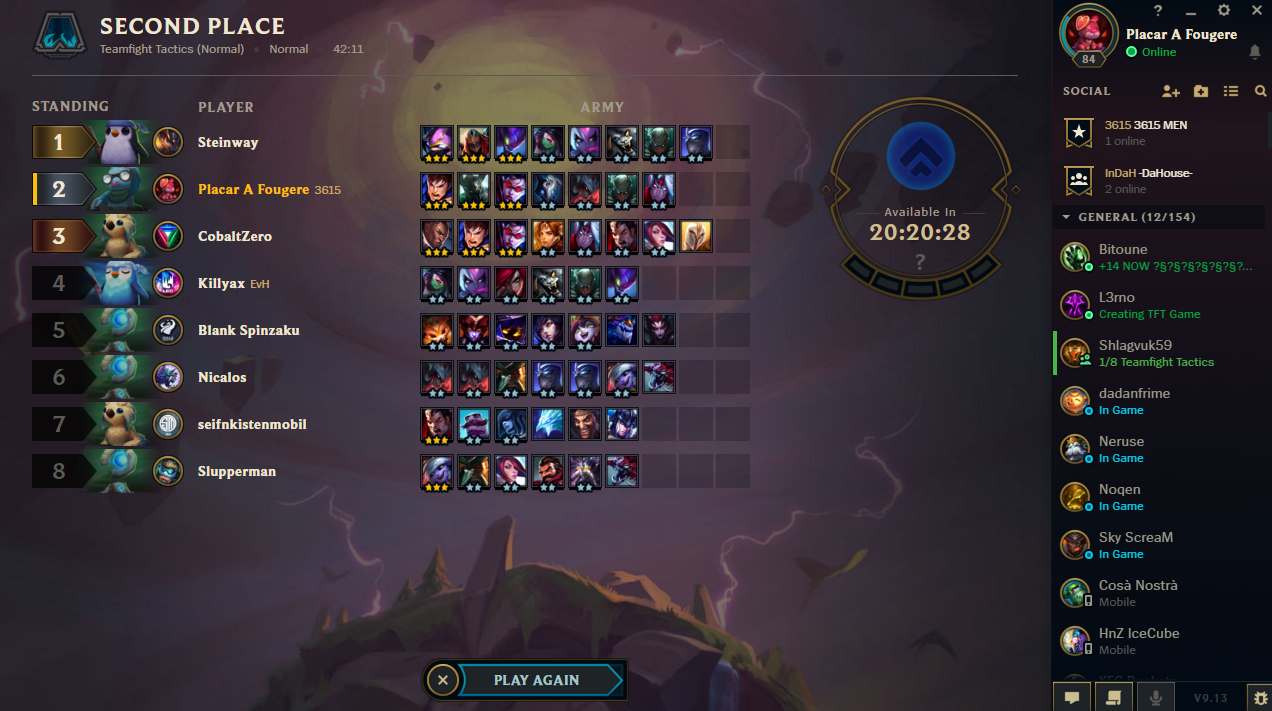 SECOND PLACE
Teamfight Tactics (Normal) • Normal • 42:11
STANDING PLAYER ARMY
1 Steinway
2 Placar A Fougere 3615
3 CobaltZero
4 Killyax EvH
5 Blank Spinzaku
6 Nicalos
7 seifnkistenmobil
8 Slupperman
Available In
20:20:28
?
PLAY AGAIN
?
Placar A Fougere
84
Online
SOCIAL
3615 3615 MEN
1 online
InDaH -DaHouse-
2 online
GENERAL (12/154)
Bitoune
+14 NOW ?§?§?§?§?§?§?...
L3rno
Creating TFT Game
Shlagvuk59
1/8 Teamfight Tactics
dadanfrime
In Game
Neruse
In Game
Noqen
In Game
Sky ScreaM
In Game
Cosà Nostrà
Mobile
HnZ IceCube
Mobile
V9.13